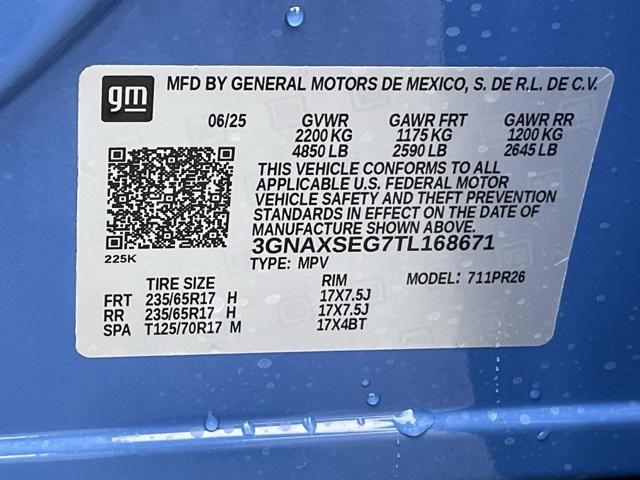 gm MFD BY GENERAL MOTORS DE MEXICO, S. DE R.L. DE C.V.
06/25 GVWR GAWR FRT GAWR RR
2200 KG 1175 KG 1200 KG
4850 LB 2590 LB 2645 LB
THIS VEHICLE CONFORMS TO ALL
APPLICABLE U.S. FEDERAL MOTOR
VEHICLE SAFETY AND THEFT PREVENTION
STANDARDS IN EFFECT ON THE DATE OF
MANUFACTURE SHOWN ABOVE.
3GNAXSEG7TL168671
225K TYPE: MPV
TIRE SIZE RIM MODEL: 711PR26
FRT 235/65R17 H 17X7.5J
RR 235/65R17 H 17X7.5J
SPA T125/70R17 M 17X4BT